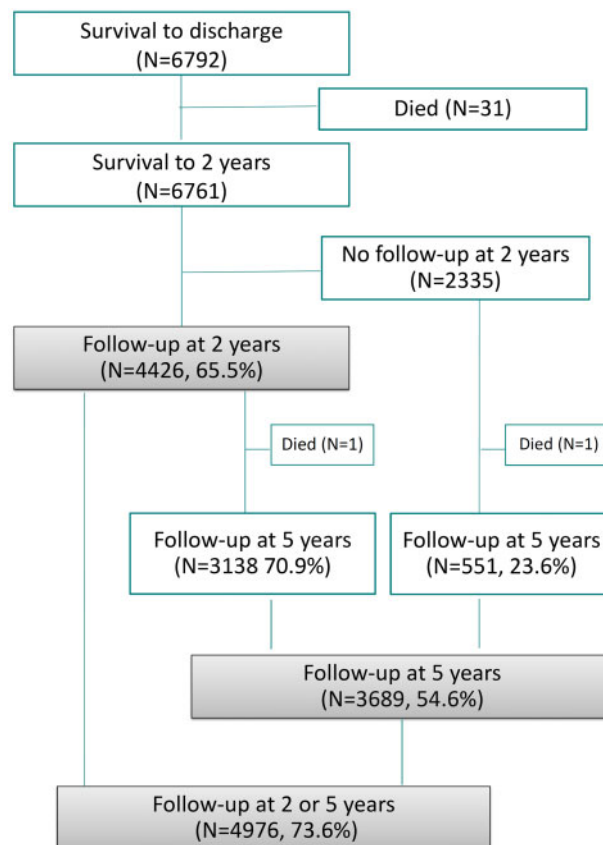 Survival to discharge
(N=6792)
Died (N=31)
Survival to 2 years
(N=6761)
No follow-up at 2 years
(N=2335)
Follow-up at 2 years
(N=4426, 65.5%)
Died (N=1)
Died (N=1)
Follow-up at 5 years
(N=3138 70.9%)
Follow-up at 5 years
(N=551, 23.6%)
Follow-up at 5 years
(N=3689, 54.6%)
Follow-up at 2 or 5 years
(N=4976, 73.6%)